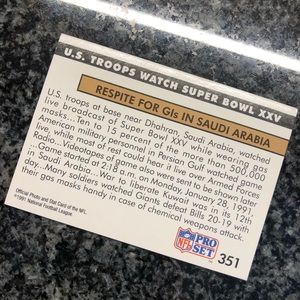 U.S. TROOPS WATCH SUPER BOWL XXV
RESPITE FOR GIs IN SAUDI ARABIA
U.S. troops at base near Dhahran, Saudi Arabia, watched
live broadcast of Super Bowl XXV while wearing gas
masks...Ten to 15 percent of the more than 500,000
American military personnel in Persian Gulf watched game
live, while most of rest could hear it live over Armed Forces
Radio...Videotapes of game also were sent to be shown later
...Game started at 2:18 a.m. on Monday, January 28, 1991,
in Saudi Arabia...War to liberate Kuwait was in its 12th
day...Many soldiers watched Giants defeat Bills 20-19 with
their gas masks handy in case of chemical weapons attack.
Official Photo and Stat Card of the NFL
©1991 National Football League.
NFL
PRO
SET
351